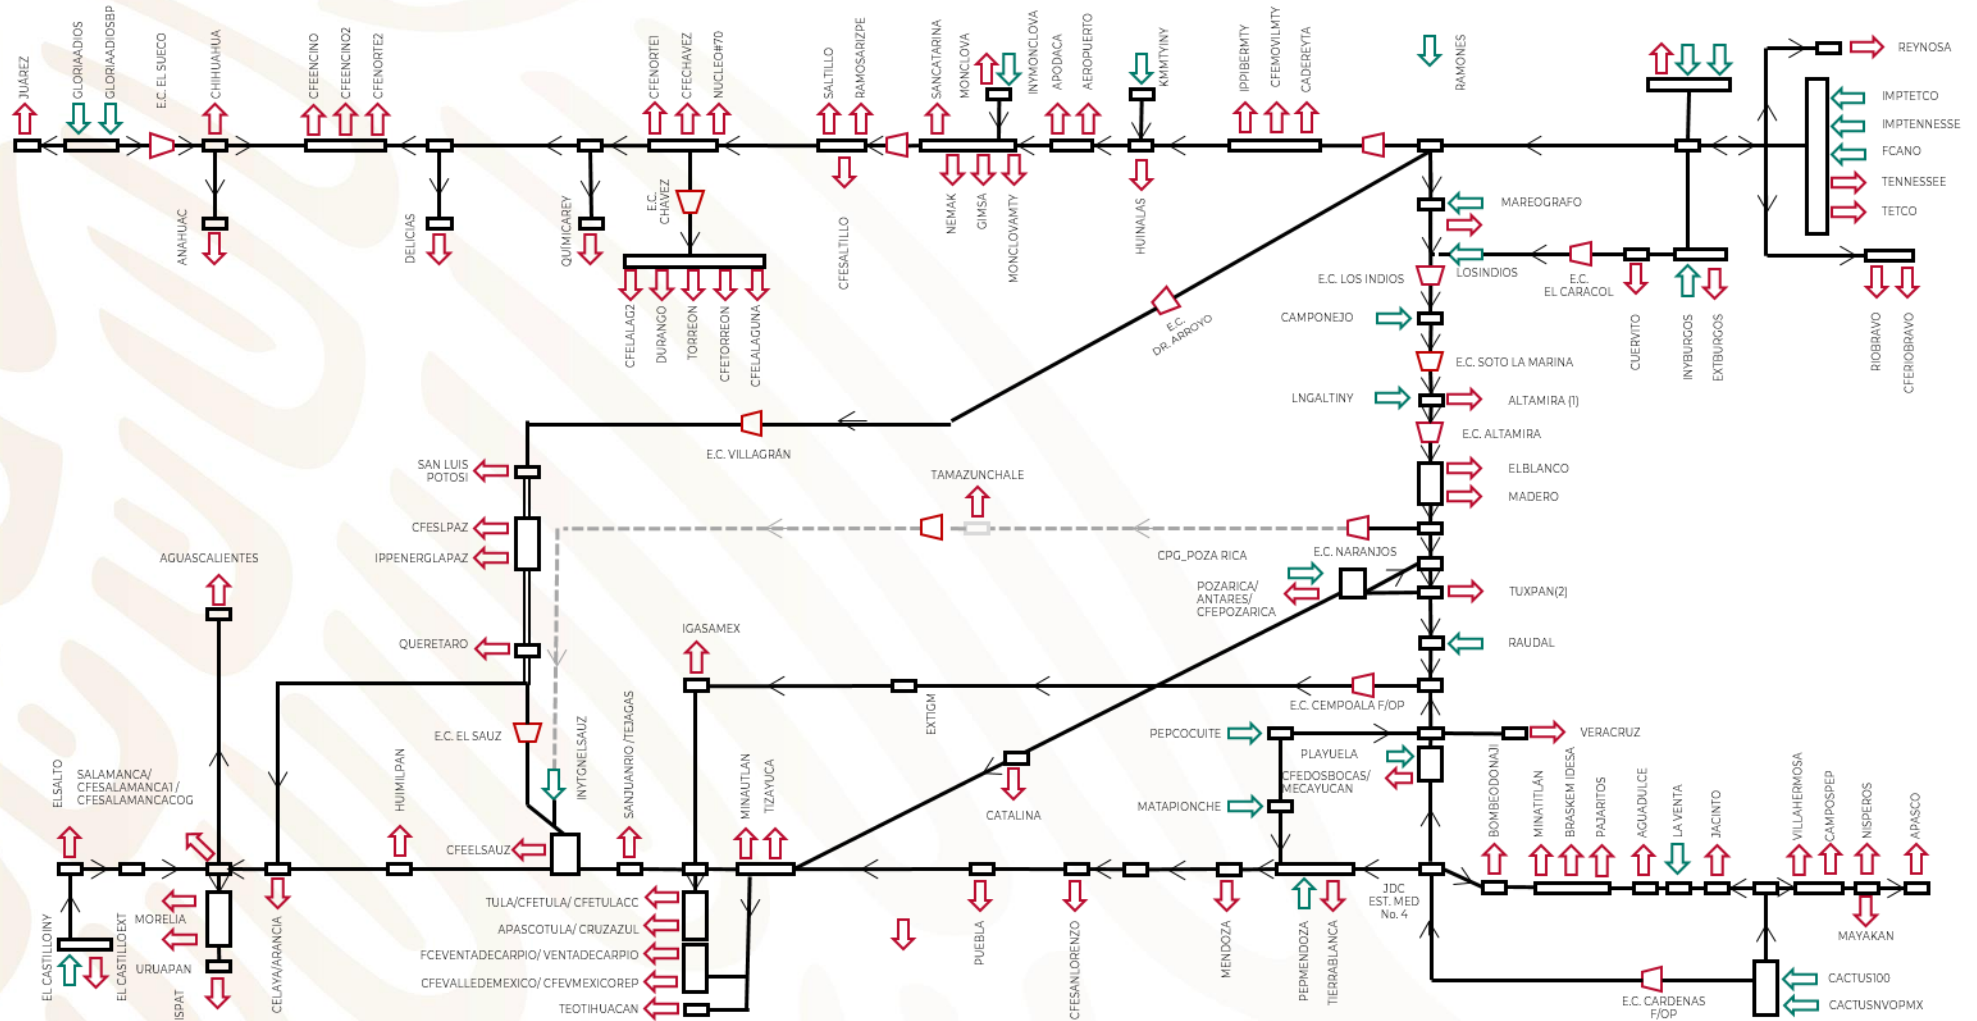 JUÁREZ
GLORIAADIOS
GLORIAADIOSBP
E.C. EL SUECO
CHIHUAHUA
CFEENCINO
CFEENCINO2
CFENORTE2
CFENORTE1
CFECHAVEZ
NUCLEO#70
SALTILLO
RAMOSARIZPE
SANCATARINA
MONCLOVA
INYMONCLOVA
APODACA
AEROPUERTO
KMMTYINY
IPPIBERMTY
CFEMOVILMTY
CADEREYTA
RAMONES
REYNOSA
IMPTETCO
IMPTENNESSE
FCANO
TENNESSEE
TETCO
ANAHUAC
DELICIAS
QUÍMICAREY
E.C.
CHAVEZ
CFELALAG2
DURANGO
TORREON
CFETORREON
CFELALAGUNA
CFESALTILLO
NEMAK
GIMSA
MONCLOVAMTY
HUINALAS
MAREOGRAFO
LOSINDIOS
E.C. LOS INDIOS
E.C.
EL CARACOL
CUERVITO
INYBURGOS
EXTBURGOS
RIOBRAVO
CFERIOBRAVO
E.C.
DR. ARROYO
CAMPONEJO
E.C. SOTO LA MARINA
LNGALTINY
ALTAMIRA (1)
E.C. ALTAMIRA
E.C. VILLAGRÁN
SAN LUIS
POTOSI
TAMAZUNCHALE
ELBLANCO
MADERO
CFESLPAZ
IPPENERGLAPAZ
AGUASCALIENTES
CPG_POZA RICA
E.C. NARANJOS
POZARICA/
ANTARES/
CFEPOZARICA
TUXPAN(2)
QUERETARO
IGASAMEX
RAUDAL
EXTIGM
E.C. CEMPOALA F/OP
E.C. EL SAUZ
INYTGNELSAUZ
PEPCOCUITE
PLAYUELA
VERACRUZ
CFEDOSBOCAS/
MECAYUCAN
MATAPIONCHE
CATALINA
ELSALTO
SALAMANCA/
CFESALAMANCA1 /
CFESALAMANCACOG
HUIMILPAN
CFEELSAUZ
SANJUANRIO /TEJAGAS
MINAUTLAN
TIZAYUCA
BOMBEODONAJI
MINATITLÁN
BRASKEM IDESA
PAJARITOS
AGUADULCE
LA VENTA
JACINTO
VILLAHERMOSA
CAMPOSPEP
NISPEROS
APASCO
JDC
EST. MED
No. 4
EL CASTILLOINY
EL CASTILLOEXT
MORELIA
URUAPAN
ISPAT
CELAYA/ARANCIA
TULA/CFETULA/ CFETULACC
APASCOTULA/ CRUZAZUL
FCEVENTADECARPIO/ VENTADECARPIO
CFEVALLEDEMEXICO/ CFEVMEXICOREP
TEOTIHUACAN
PUEBLA
CFESANLORENZO
MENDOZA
PEPMENDOZA
TIERRABLANCA
MAYAKAN
E.C. CARDENAS
F/OP
CACTUS100
CACTUSNVOPMX